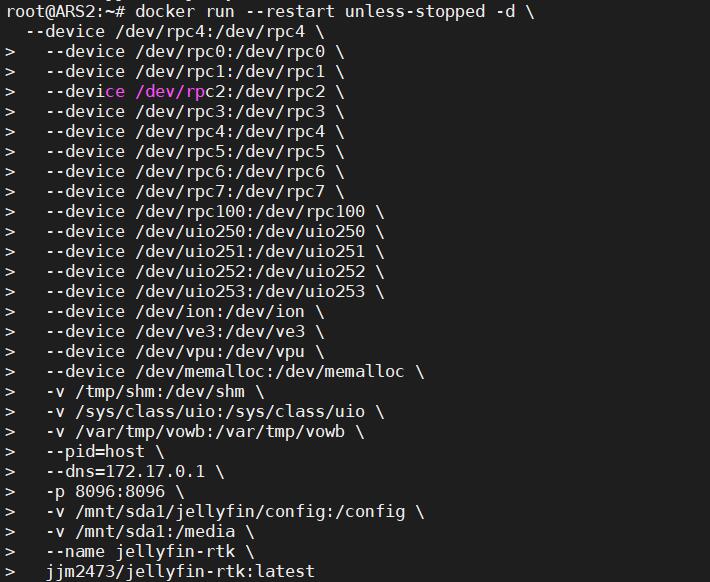 root@ARS2:~# docker run --restart unless-stopped -d \
  --device /dev/rpc4:/dev/rpc4 \
>   --device /dev/rpc0:/dev/rpc0 \
>   --device /dev/rpc1:/dev/rpc1 \
>   --device /dev/rpc2:/dev/rpc2 \
>   --device /dev/rpc3:/dev/rpc3 \
>   --device /dev/rpc4:/dev/rpc4 \
>   --device /dev/rpc5:/dev/rpc5 \
>   --device /dev/rpc6:/dev/rpc6 \
>   --device /dev/rpc7:/dev/rpc7 \
>   --device /dev/rpc100:/dev/rpc100 \
>   --device /dev/uio250:/dev/uio250 \
>   --device /dev/uio251:/dev/uio251 \
>   --device /dev/uio252:/dev/uio252 \
>   --device /dev/uio253:/dev/uio253 \
>   --device /dev/ion:/dev/ion \
>   --device /dev/ve3:/dev/ve3 \
>   --device /dev/vpu:/dev/vpu \
>   --device /dev/memalloc:/dev/memalloc \
>   -v /tmp/shm:/dev/shm \
>   -v /sys/class/uio:/sys/class/uio \
>   -v /var/tmp/vowb:/var/tmp/vowb \
>   --pid=host \
>   --dns=172.17.0.1 \
>   -p 8096:8096 \
>   -v /mnt/sda1/jellyfin/config:/config \
>   -v /mnt/sda1:/media \
>   --name jellyfin-rtk \
>   jjm2473/jellyfin-rtk:latest